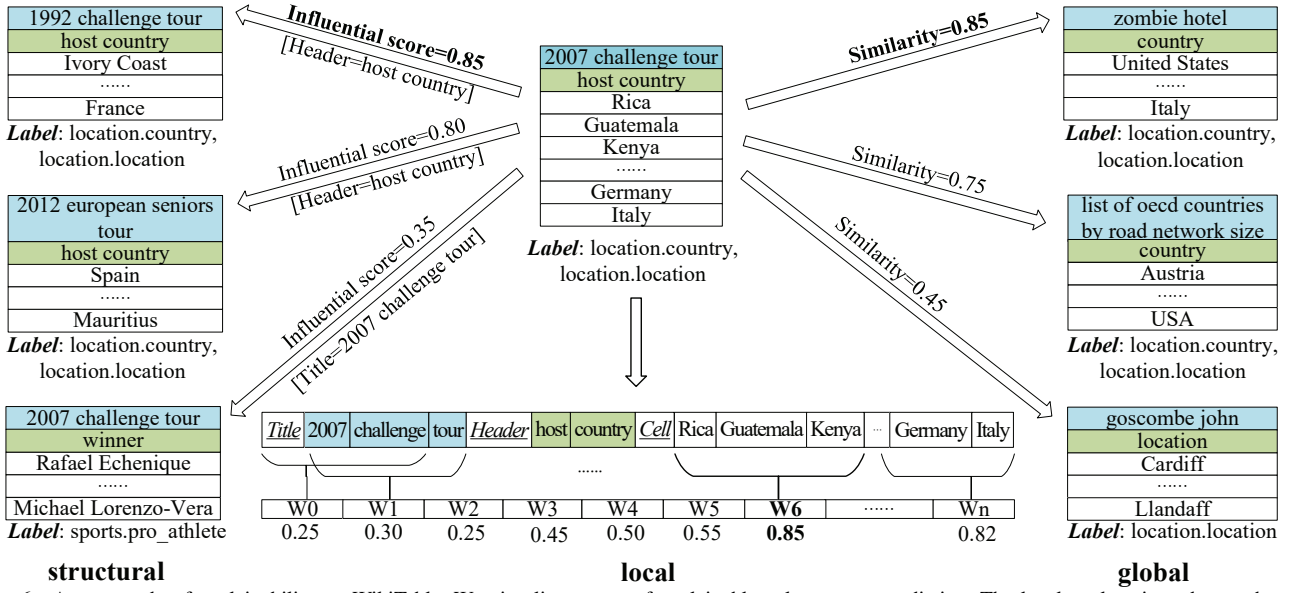 1992 challenge tour
host country
Ivory Coast
......
France
Label: location.country,
location.location
2012 european seniors
tour
host country
Spain
......
Mauritius
Label: location.country,
location.location
2007 challenge tour
winner
Rafael Echenique
......
Michael Lorenzo-Vera
Label: sports.pro_athlete
structural
Influential score=0.85
[Header=host country]
Influential score=0.80
[Header=host country]
Influential score=0.35
[Title=2007 challenge tour]
2007 challenge tour
host country
Rica
Guatemala
Kenya
......
Germany
Italy
Label: location.country,
location.location
Title 2007 challenge tour Header host country Cell Rica Guatemala Kenya ... Germany Italy
......
W0 W1 W2 W3 W4 W5 W6 ...... Wn
0.25 0.30 0.25 0.45 0.50 0.55 0.85 0.82
local
Similarity=0.85
Similarity=0.75
Similarity=0.45
zombie hotel
country
United States
......
Italy
Label: location.country,
location.location
list of oecd countries
by road network size
country
Austria
......
USA
Label: location.country,
location.location
goscombe john
location
Cardiff
......
Llandaff
Label: location.location
global